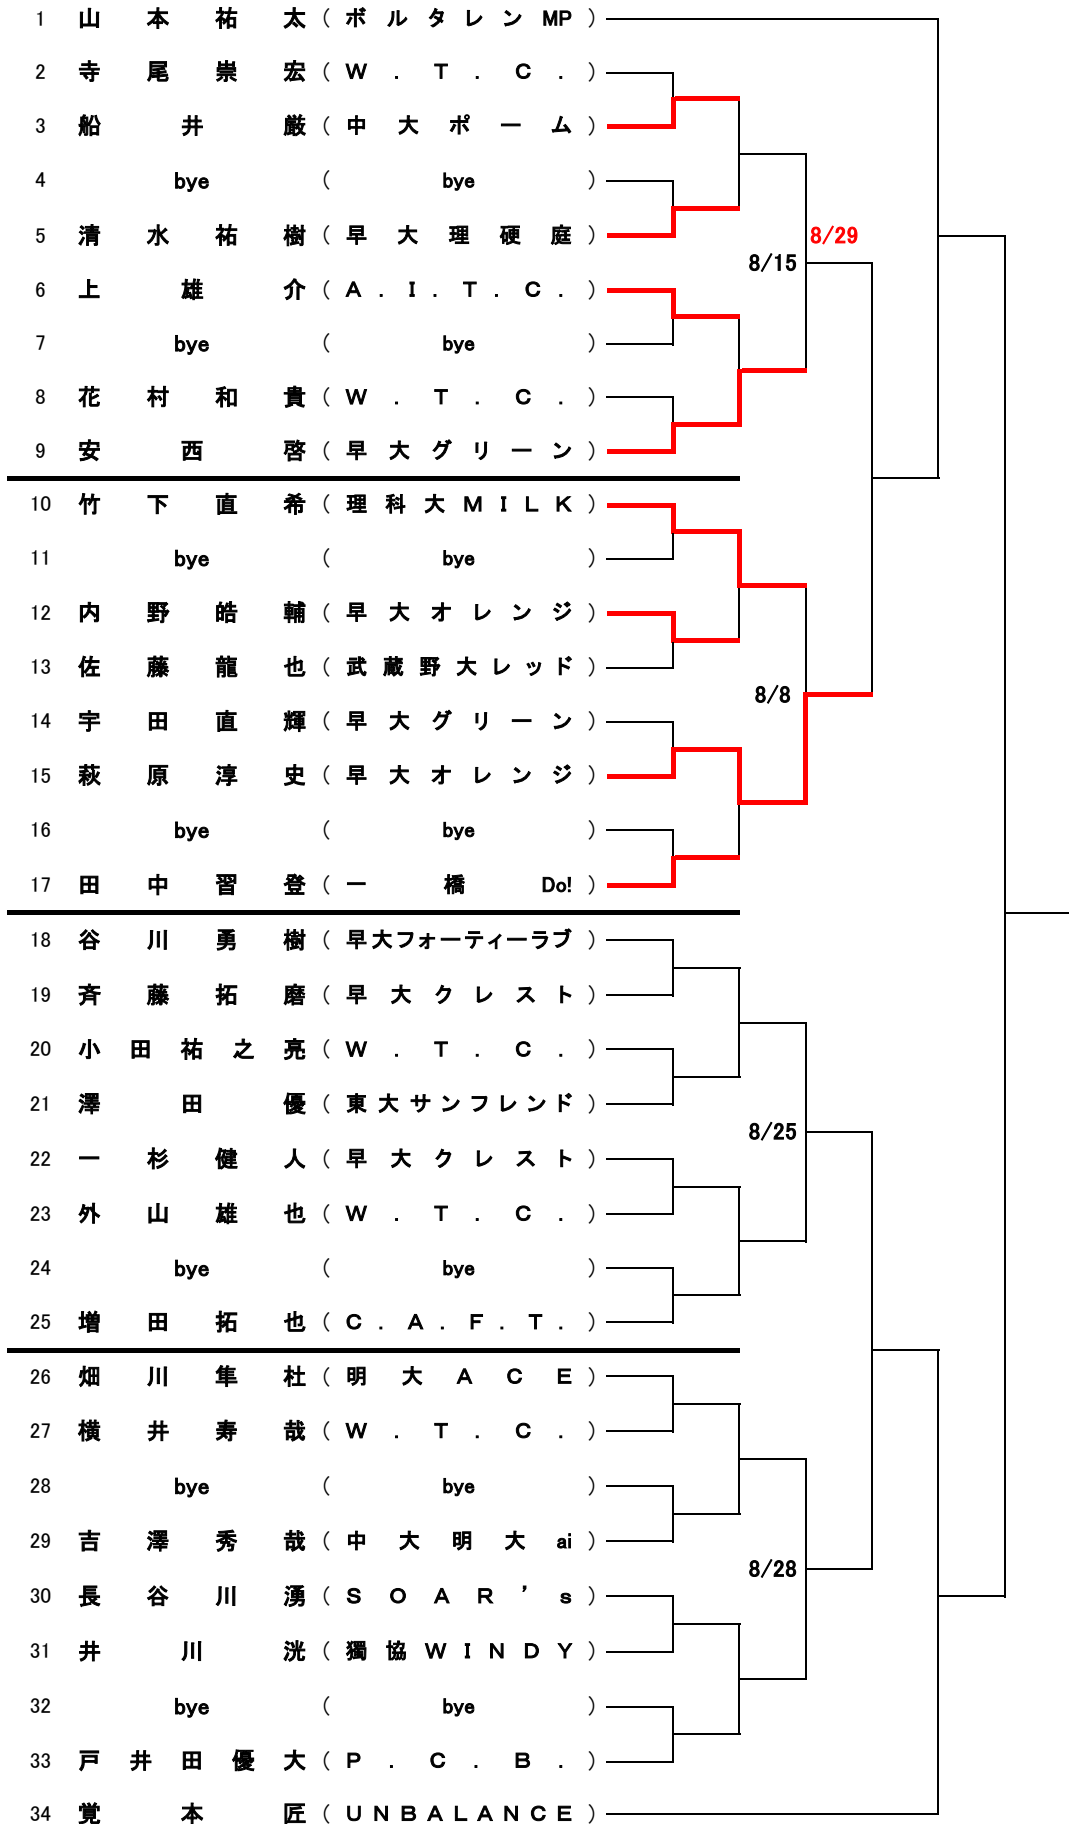 1 山本祐太 (ボルタレンMP)
2 寺尾崇宏 (W.T.C.)
3 船井厳 (中大ポーム)
4 bye (bye)
5 清水祐樹 (早大理硬庭)
8/29
8/15
6 上雄介 (A.I.T.C.)
7 bye (bye)
8 花村和貴 (W.T.C.)
9 安西啓 (早大グリーン)
10 竹下直希 (理科大MILK)
11 bye (bye)
12 内野皓輔 (早大オレンジ)
13 佐藤龍也 (武蔵野大レッド)
8/8
14 宇田直輝 (早大グリーン)
15 萩原淳史 (早大オレンジ)
16 bye (bye)
17 田中習登 (一橋Do!)
18 谷川勇樹 (早大フォーティーラブ)
19 斉藤拓磨 (早大クレスト)
20 小田祐之亮 (W.T.C.)
21 澤田優 (東大サンフレンド)
8/25
22 一杉健人 (早大クレスト)
23 外山雄也 (W.T.C.)
24 bye (bye)
25 増田拓也 (C.A.F.T.)
26 畑川隼杜 (明大ACE)
27 横井寿哉 (W.T.C.)
28 bye (bye)
29 吉澤秀哉 (中大明大ai)
8/28
30 長谷川湧 (SOAR's)
31 井川洸 (獨協WINDY)
32 bye (bye)
33 戸井田優大 (P.C.B.)
34 覚本匠 (UNBALANCE)